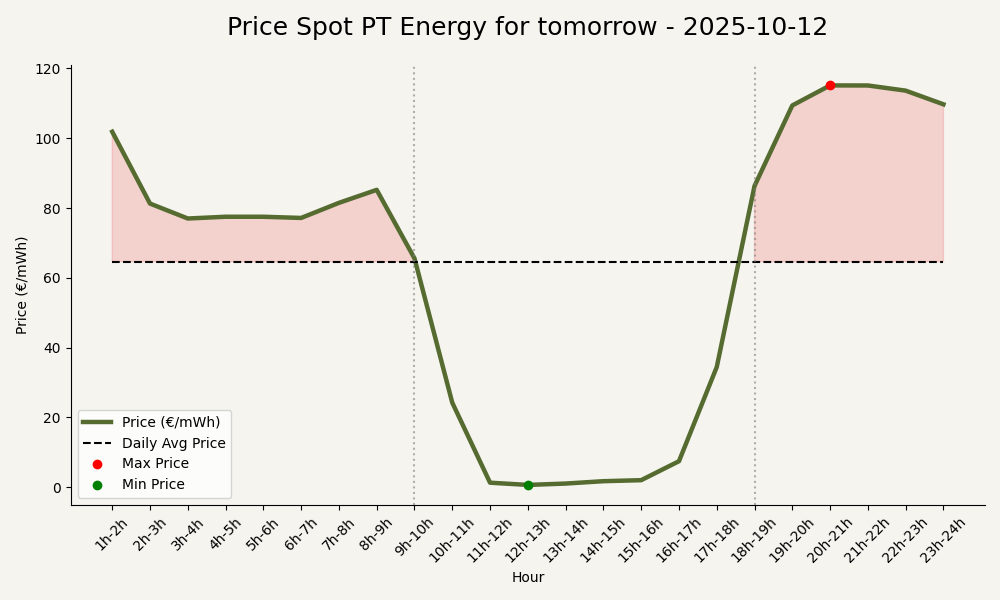 Price Spot PT Energy for tomorrow - 2025-10-12
Price (€/mWh)
120
100
80
60
40
20
0
Price (€/mWh)
Daily Avg Price
Max Price
Min Price
1h-2h
2h-3h
3h-4h
4h-5h
5h-6h
6h-7h
7h-8h
8h-9h
9h-10h
10h-11h
11h-12h
12h-13h
13h-14h
14h-15h
15h-16h
16h-17h
17h-18h
18h-19h
19h-20h
20h-21h
21h-22h
22h-23h
23h-24h
Hour